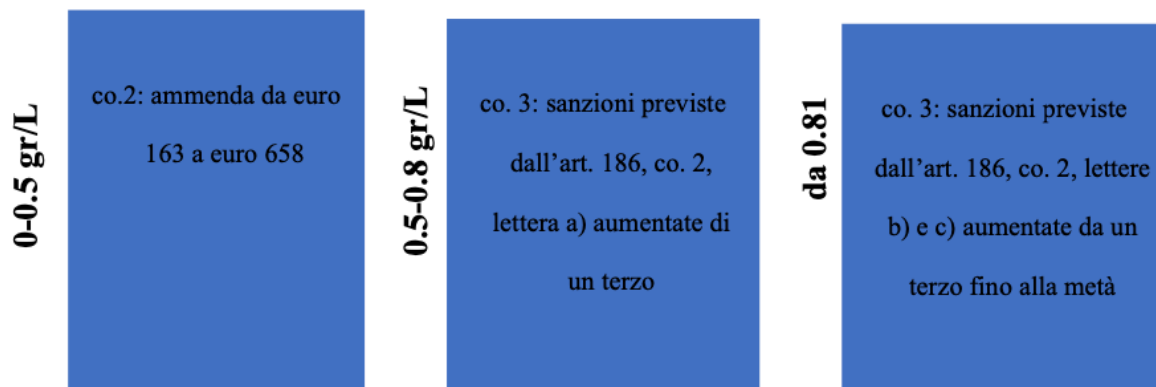 0-0.5 gr/L
co.2: ammenda da euro
163 a euro 658
0.5-0.8 gr/L
co. 3: sanzioni previste
dall’art. 186, co. 2,
lettera a) aumentate di
un terzo
da 0.81
co. 3: sanzioni previste
dall’art. 186, co. 2, lettere
b) e c) aumentate da un
terzo fino alla metà